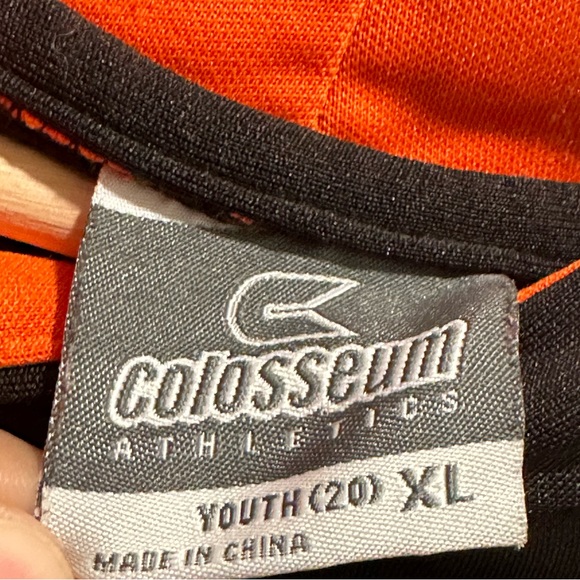 Colosseum
ATHLETICS
YOUTH (20) XL
MADE IN CHINA